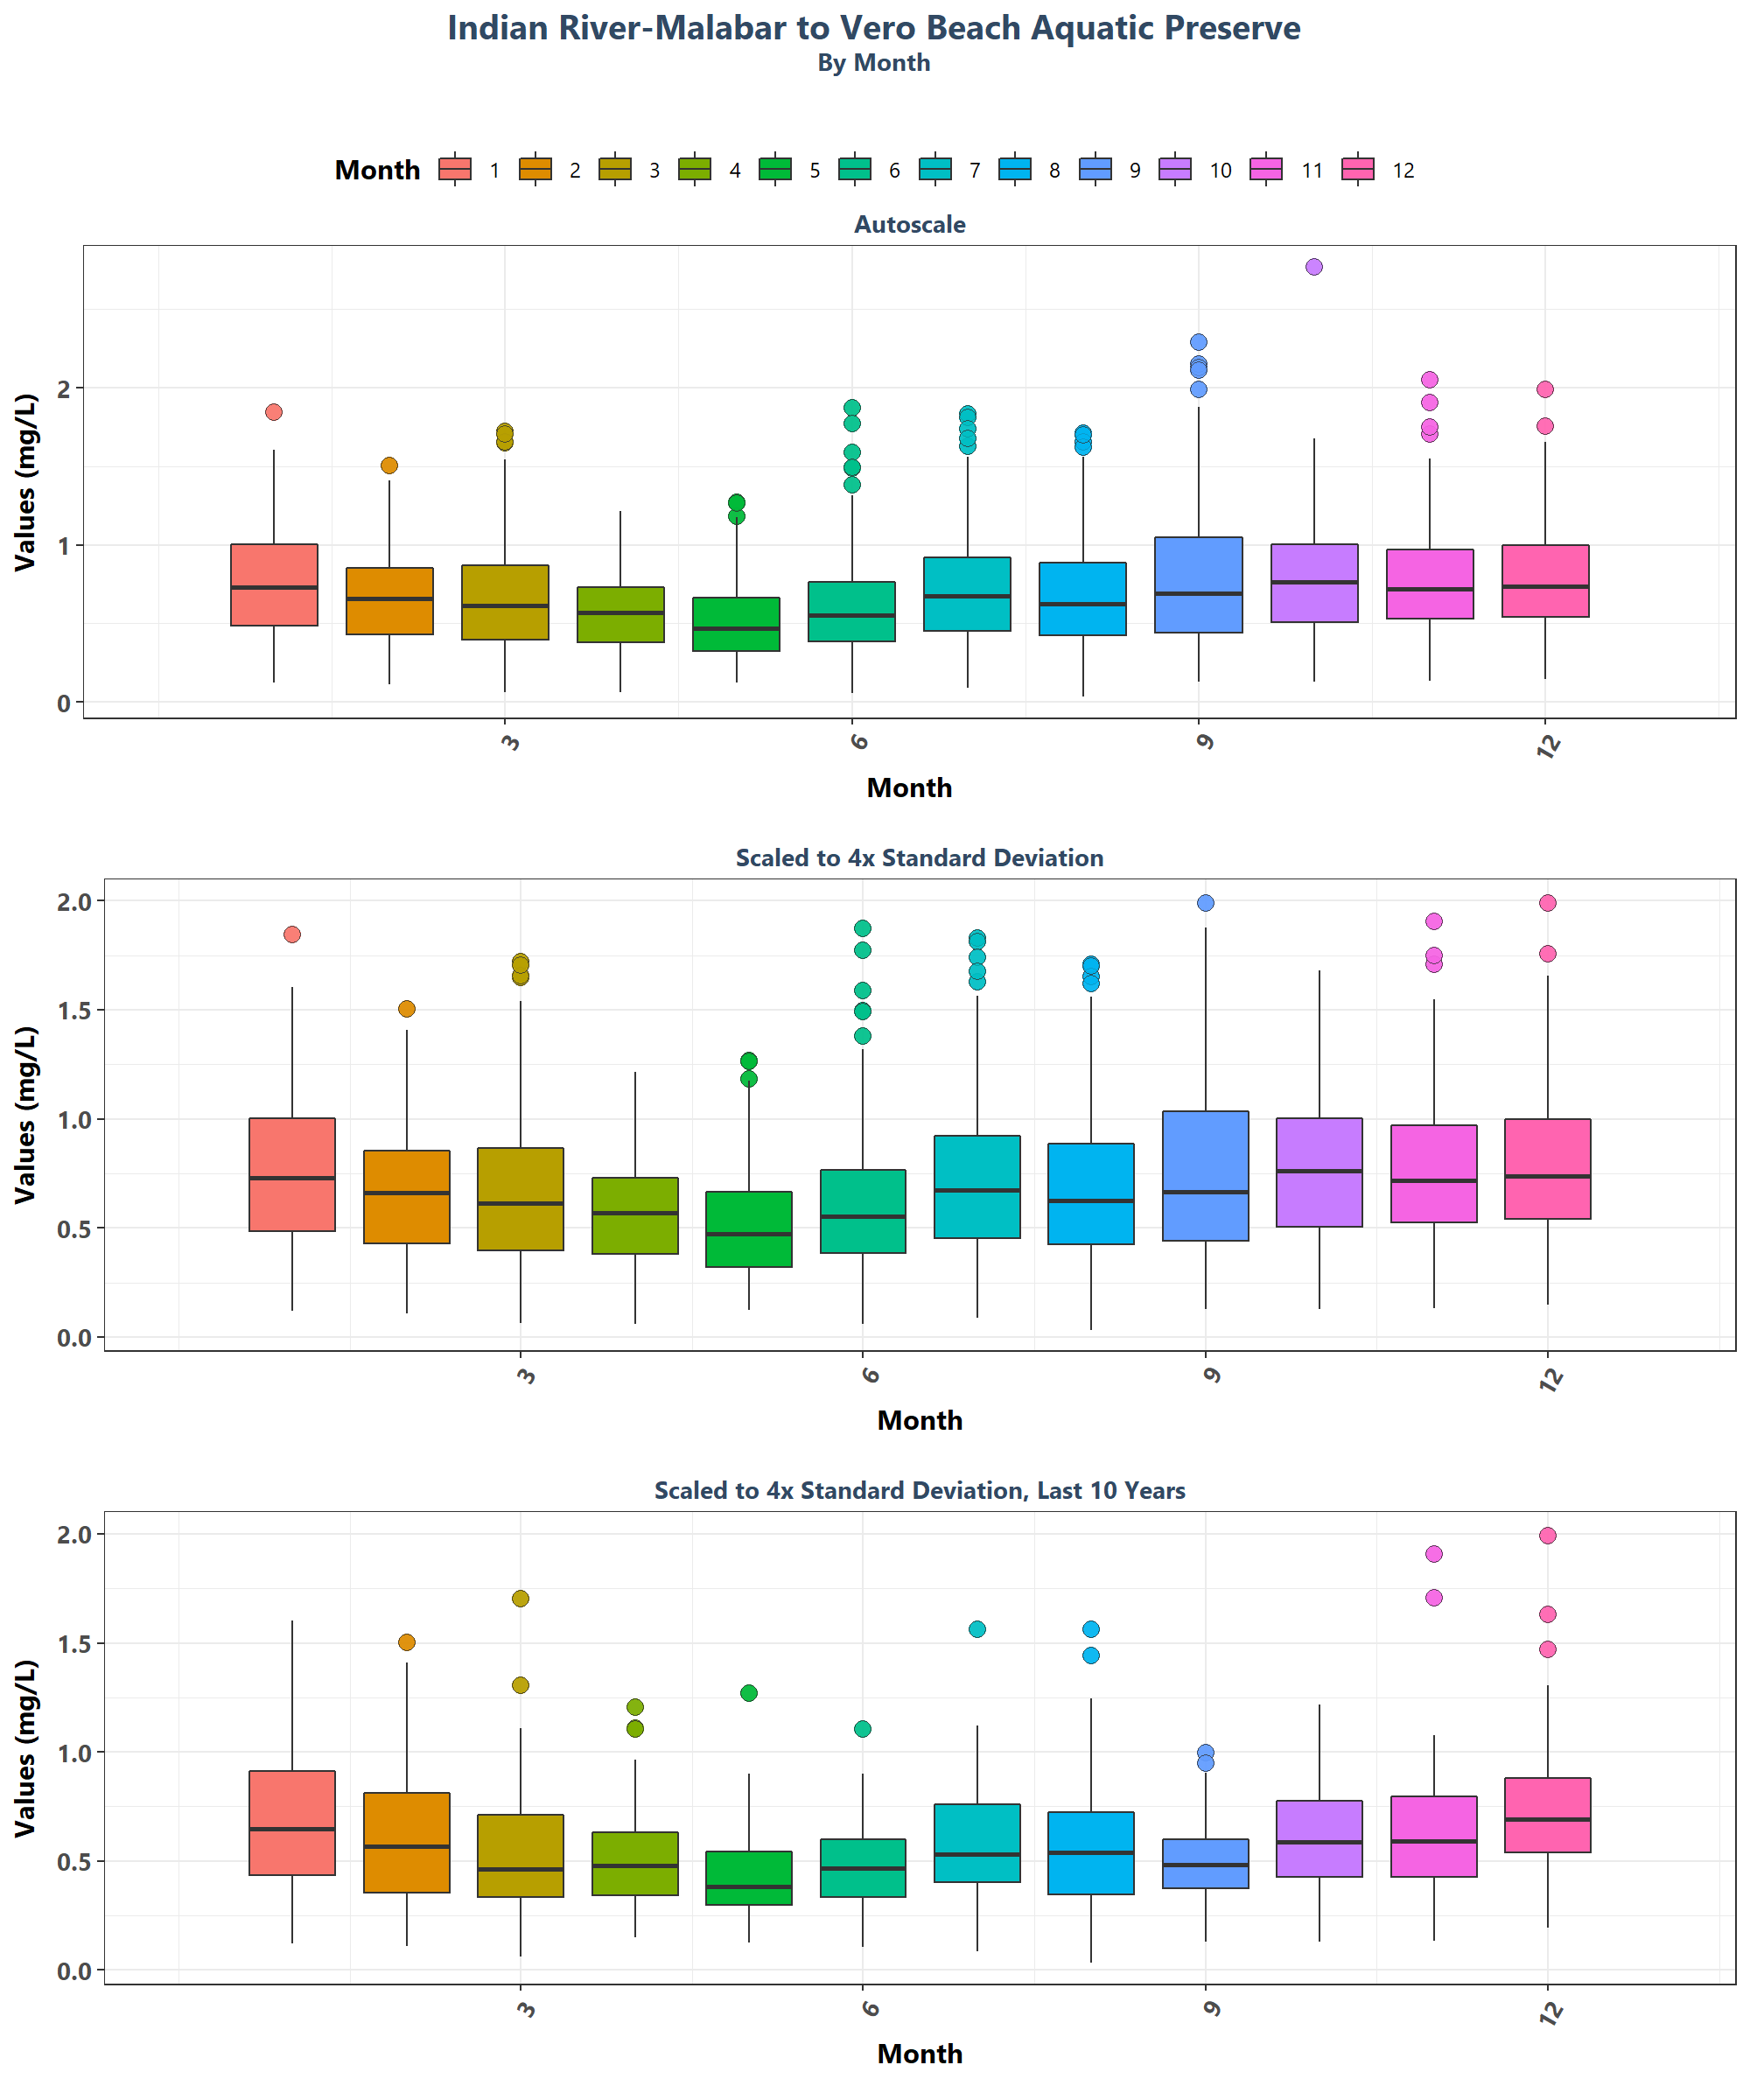 Indian River-Malabar to Vero Beach Aquatic Preserve
By Month
Month 1 2 3 4 5 6 7 8 9 10 11 12
Autoscale
Values (mg/L)
2
1
0
3 6 9 12
Month
Scaled to 4x Standard Deviation
Values (mg/L)
2.0
1.5
1.0
0.5
0.0
3 6 9 12
Month
Scaled to 4x Standard Deviation, Last 10 Years
Values (mg/L)
2.0
1.5
1.0
0.5
0.0
3 6 9 12
Month